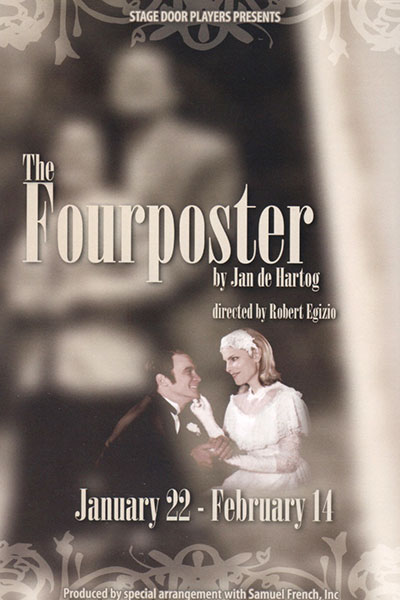 STAGE DOOR PLAYERS PRESENTS
The
Fourposter
by Jan de Hartog
directed by Robert Egizio
January 22 - February 14
Produced by special arrangement with Samuel French, Inc